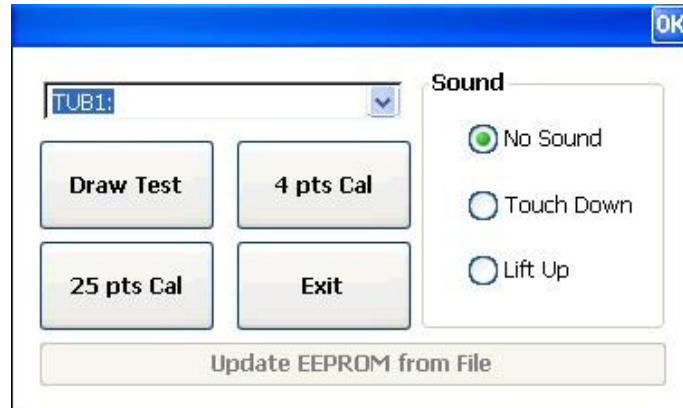 OK
TUB1:
Draw Test
4 pts Cal
25 pts Cal
Exit
Sound
No Sound
Touch Down
Lift Up
Update EEPROM from File